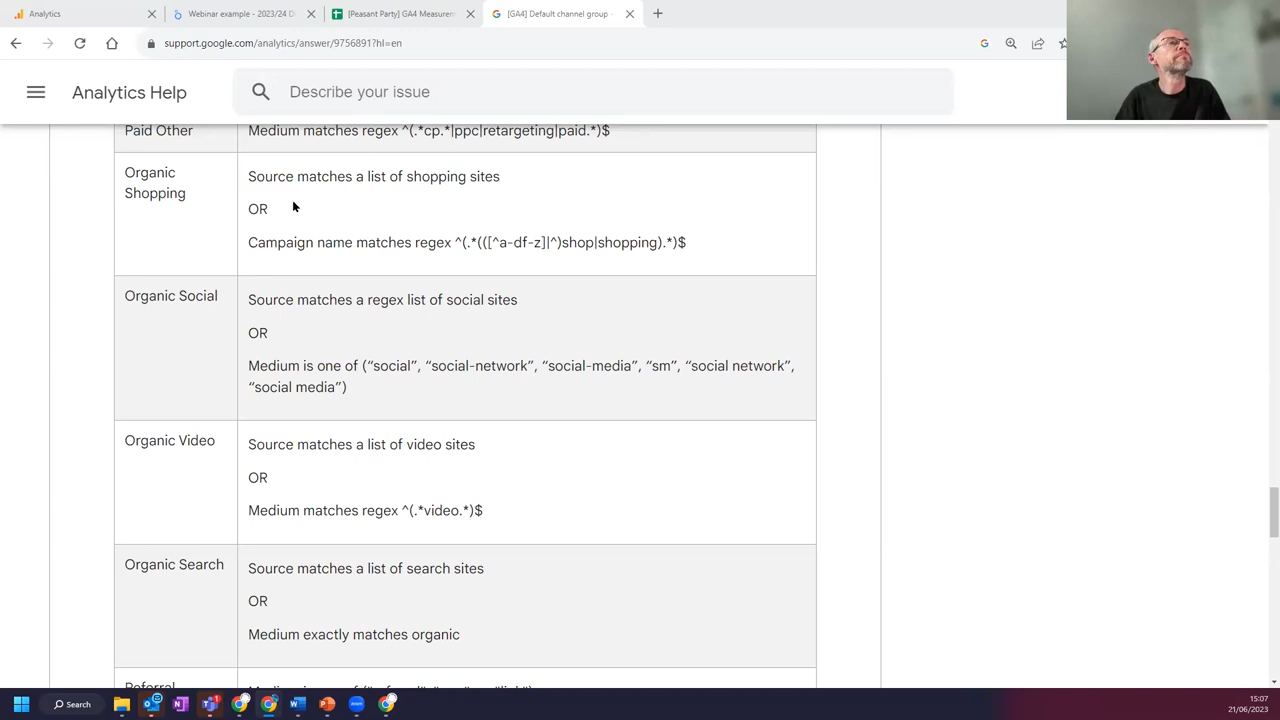 Analytics
Webinar example - 2023/24 D
[Peasant Party] GA4 Measurem
[GA4] Default channel group -
support.google.com/analytics/answer/9756891?hl=en
Analytics Help
Describe your issue
Paid Other
Medium matches regex ^(.*cp.*|ppc|retargeting|paid.*)$
Organic
Shopping
Source matches a list of shopping sites
OR
Campaign name matches regex ^(.*(([^a-df-z]|^)shop|shopping).*)$
Organic Social
Source matches a regex list of social sites
OR
Medium is one of (“social”, “social-network”, “social-media”, “sm”, “social network”,
“social media”)
Organic Video
Source matches a list of video sites
OR
Medium matches regex ^(.*video.*)$
Organic Search
Source matches a list of search sites
OR
Medium exactly matches organic
Referral
Search
15:07
21/06/2023